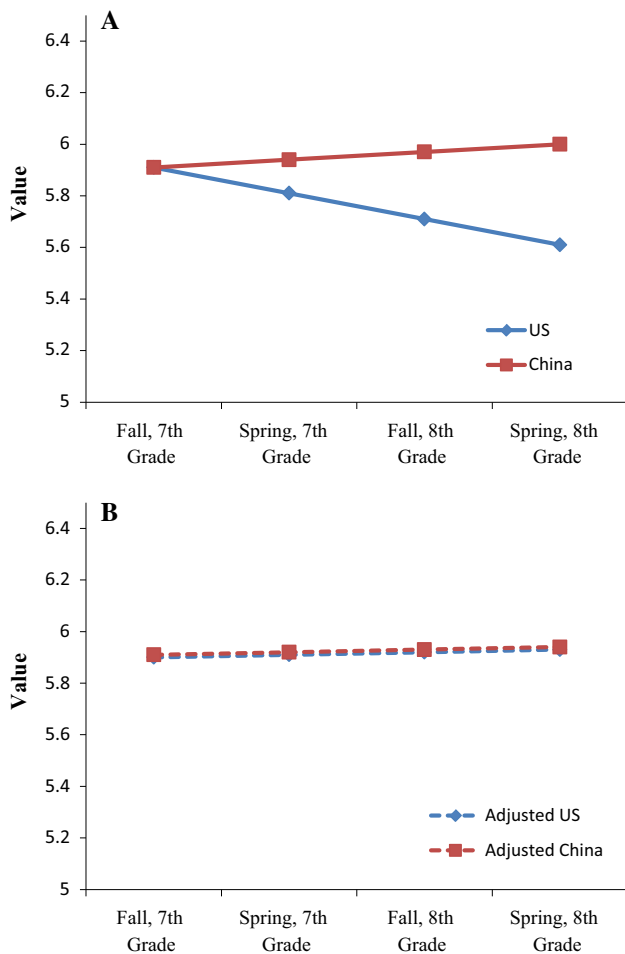 A
6.4
6.2
6
5.8
5.6
5.4
5.2
5
Value
US
China
Fall, 7th Grade
Spring, 7th Grade
Fall, 8th Grade
Spring, 8th Grade
B
6.4
6.2
6
5.8
5.6
5.4
5.2
5
Value
Adjusted US
Adjusted China
Fall, 7th Grade
Spring, 7th Grade
Fall, 8th Grade
Spring, 8th Grade